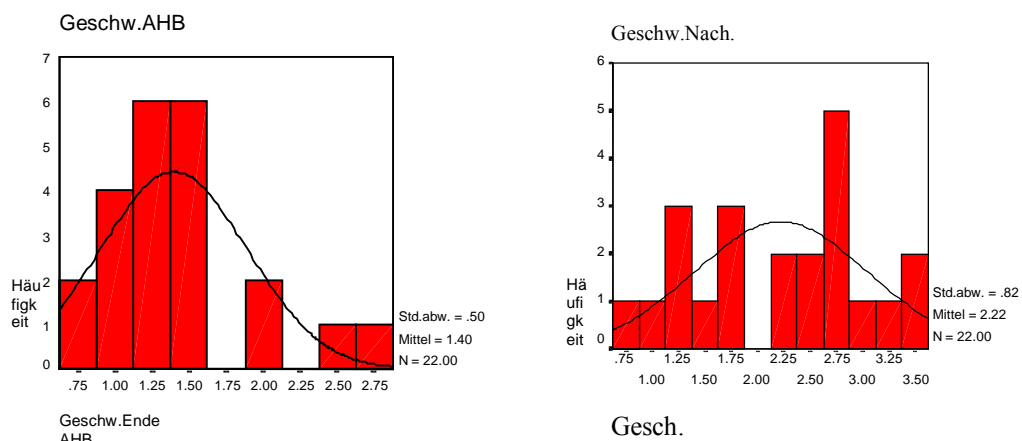 Geschw.AHB
7
6
5
4
3
2
1
0
Häu
figk
eit
.75 1.00 1.25 1.50 1.75 2.00 2.25 2.50 2.75
Std.abw. = .50
Mittel = 1.40
N = 22.00
Geschw.Ende
AHB
Geschw.Nach.
6
5
4
3
2
1
0
Hä
ufi
gk
eit
.75 1.25 1.75 2.25 2.75 3.25
1.00 1.50 2.00 2.50 3.00 3.50
Std.abw. = .82
Mittel = 2.22
N = 22.00
Gesch.